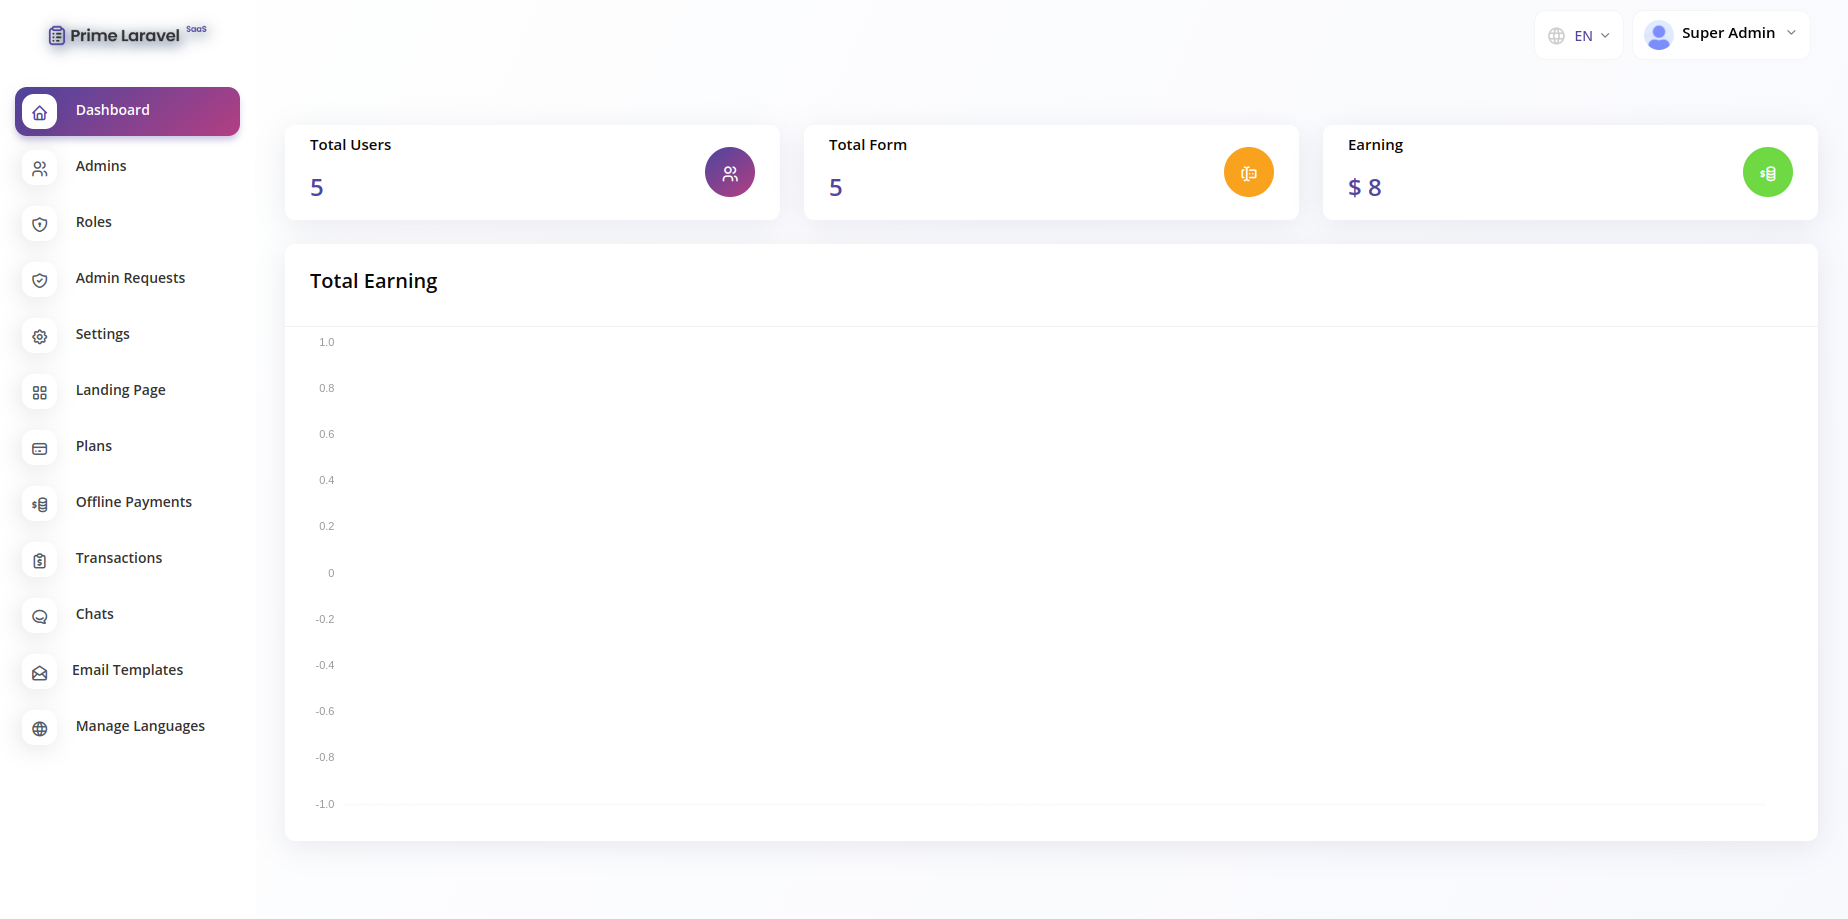 Prime Laravel SaaS
EN
Super Admin
Dashboard
Admins
Roles
Admin Requests
Settings
Landing Page
Plans
Offline Payments
Transactions
Chats
Email Templates
Manage Languages
Total Users
5
Total Form
5
Earning
$ 8
Total Earning
1.0
0.8
0.6
0.4
0.2
0
-0.2
-0.4
-0.6
-0.8
-1.0